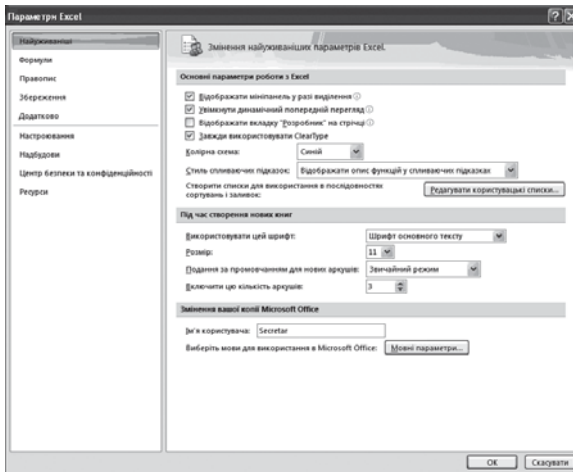 Параметри Excel
Найуживаніші
Формули
Правопис
Збереження
Додатково
Настроювання
Надбудови
Центр безпеки та конфіденційності
Ресурси
Змінення найуживаніших параметрів Excel.
Основні параметри роботи з Excel
Відображати мініпанель у разі виділення
Увімкнути динамічний попередній перегляд
Відображати вкладку "Розробник" на стрічці
Завжди використовувати ClearType
Колірна схема: Синій
Стиль спливаючих підказок: Відображати опис функцій у спливаючих підказках
Створити списки для використання в послідовностях
сортувань і заливок: Редагувати користувацькі списки...
Під час створення нових книг
Використовувати цей шрифт: Шрифт основного тексту
Розмір: 11
Подання за промовчанням для нових аркушів: Звичайний режим
Включити цю кількість аркушів: 3
Змінення вашої копії Microsoft Office
Ім'я користувача: Secretar
Виберіть мови для використання в Microsoft Office: Мовні параметри...
ОК Скасувати